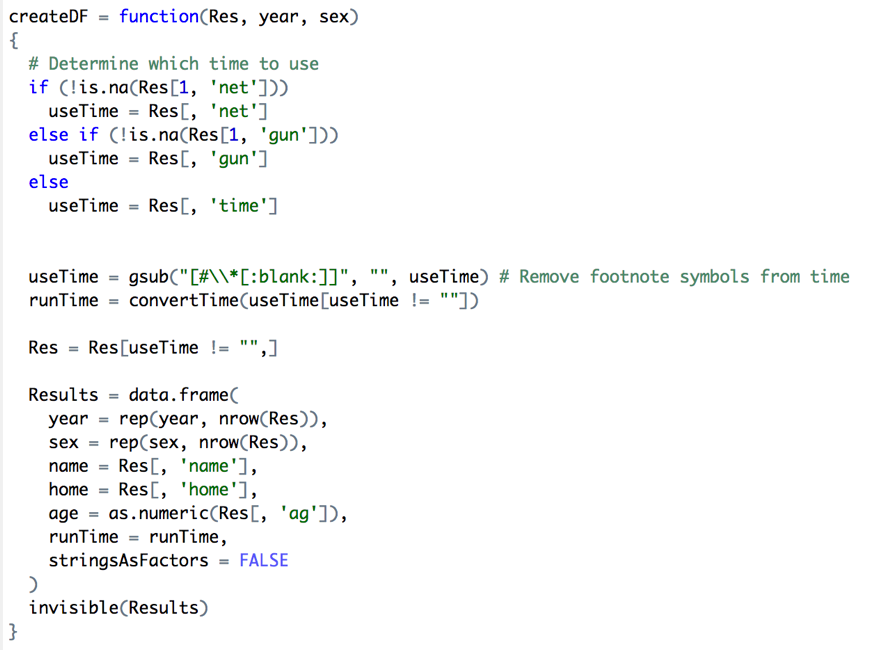 createDF = function(Res, year, sex)
{
  # Determine which time to use
  if (!is.na(Res[1, 'net']))
    useTime = Res[, 'net']
  else if (!is.na(Res[1, 'gun']))
    useTime = Res[, 'gun']
  else
    useTime = Res[, 'time']

  useTime = gsub("[#\\*[:blank:]]", "", useTime) # Remove footnote symbols from time
  runTime = convertTime(useTime[useTime != ""])

  Res = Res[useTime != "",]

  Results = data.frame(
    year = rep(year, nrow(Res)),
    sex = rep(sex, nrow(Res)),
    name = Res[, 'name'],
    home = Res[, 'home'],
    age = as.numeric(Res[, 'ag']),
    runTime = runTime,
    stringsAsFactors = FALSE
  )
  invisible(Results)
}